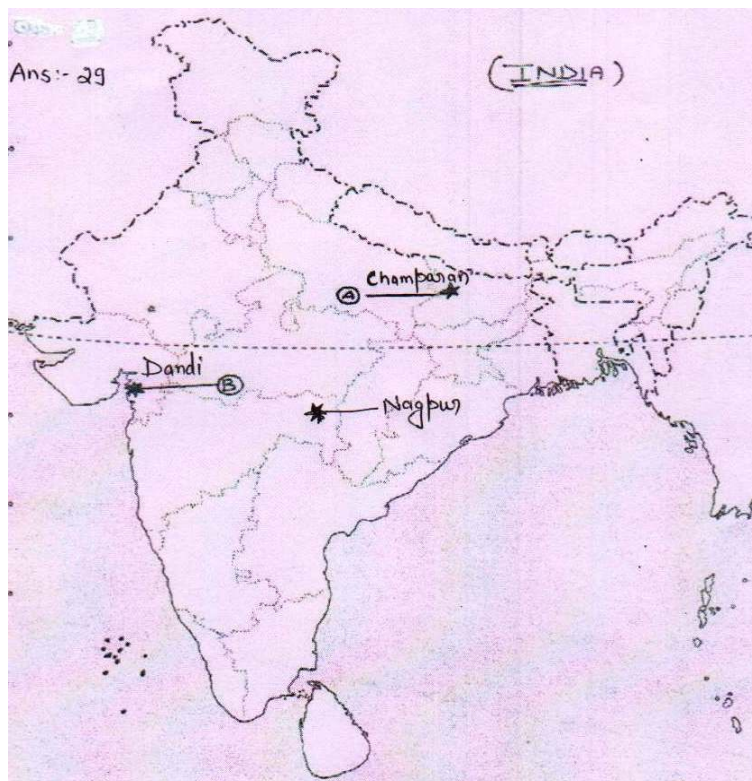 Ans:- 29
(INDIA)
A Champaran
Dandi
B
Nagpur